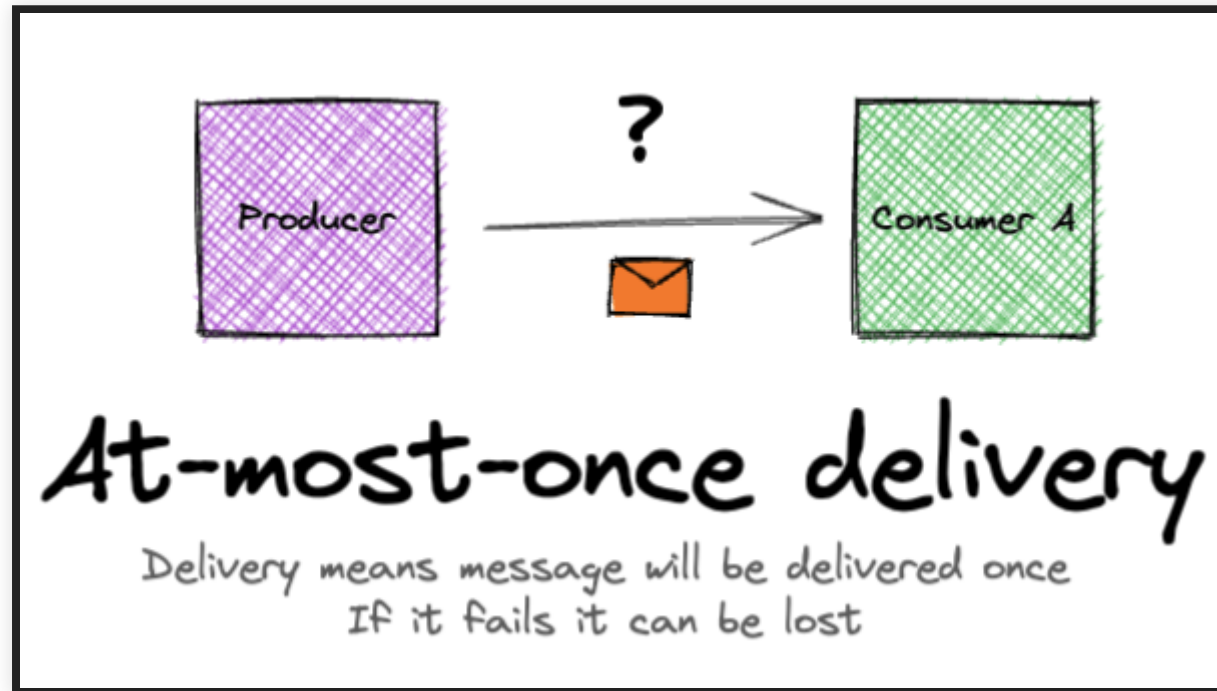 ?
Producer
Consumer A
At-most-once delivery
Delivery means message will be delivered once
If it fails it can be lost